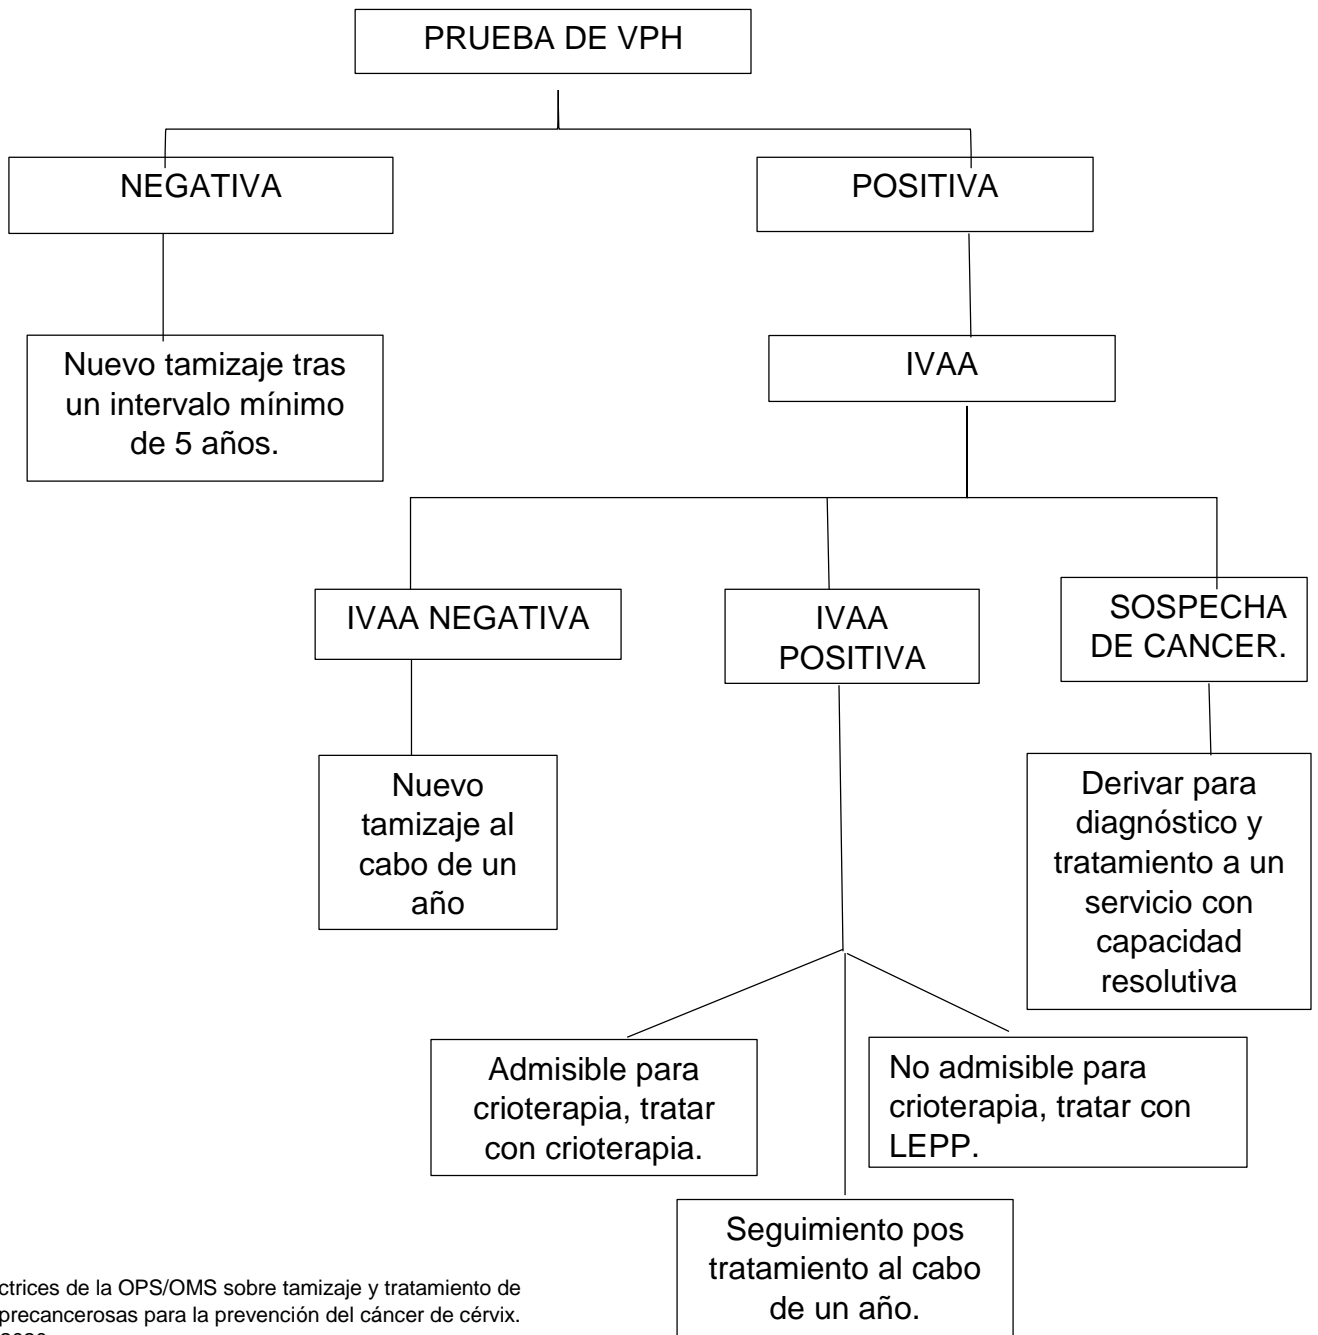 PRUEBA DE VPH
NEGATIVA
POSITIVA
Nuevo tamizaje tras
un intervalo mínimo
de 5 años.
IVAA
IVAA NEGATIVA
IVAA
POSITIVA
SOSPECHA
DE CANCER.
Nuevo
tamizaje al
cabo de un
año
Derivar para
diagnóstico y
tratamiento a un
servicio con
capacidad
resolutiva
Admisible para
crioterapia, tratar
con crioterapia.
No admisible para
crioterapia, tratar con
LEPP.
Seguimiento pos
tratamiento al cabo
de un año.
ctrices de la OPS/OMS sobre tamizaje y tratamiento de
precancerosas para la prevención del cáncer de cérvix.